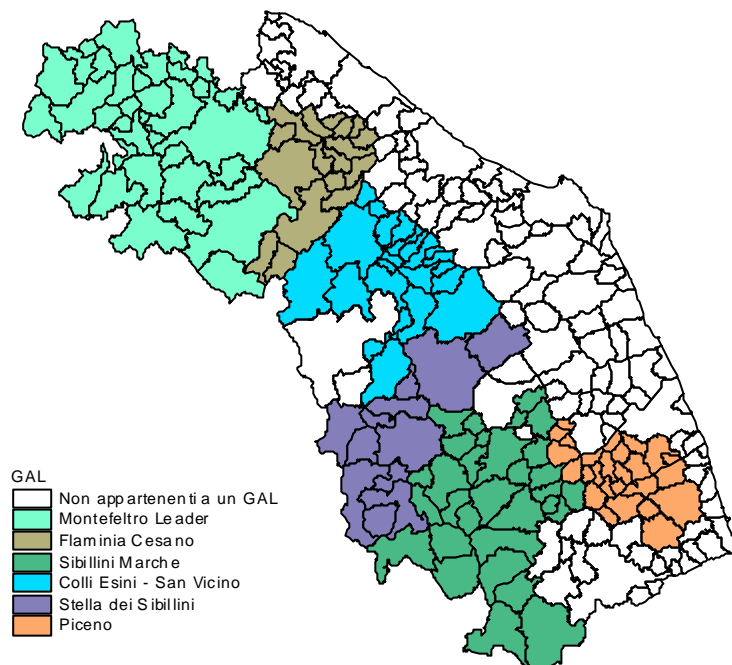 GAL
Non appartenenti a un GAL
Montefeltro Leader
Flaminia Cesano
Sibillini Marche
Colli Esini - San Vicino
Stella dei Sibillini
Piceno